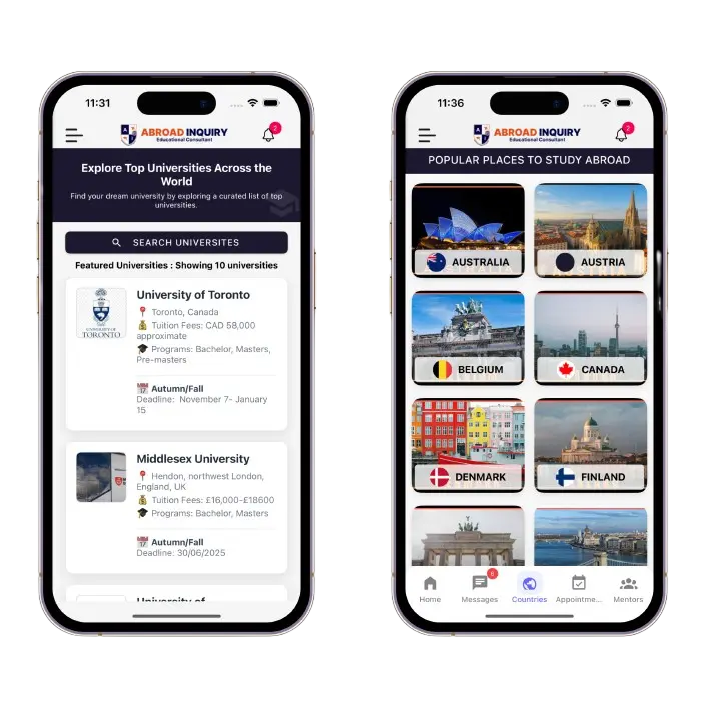 11:31
ABROAD INQUIRY
Educational Consultant
2
Explore Top Universities Across the
World
Find your dream university by exploring a curated list of top
universities.
SEARCH UNIVERSITES
Featured Universities : Showing 10 universities
UNIVERSITY OF
TORONTO
University of Toronto
Toronto, Canada
Tuition Fees: CAD 58,000
approximate
Programs: Bachelor, Masters,
Pre-masters
Autumn/Fall
Deadline: November 7- January
15
Middlesex University
Hendon, northwest London,
England, UK
Tuition Fees: £16,000-£18600
Programs: Bachelor, Masters
Autumn/Fall
Deadline: 30/06/2025
University of
11:36
ABROAD INQUIRY
Educational Consultant
2
POPULAR PLACES TO STUDY ABROAD
AUSTRALIA
AUSTRIA
BELGIUM
CANADA
DENMARK
FINLAND
6
Home
Messages
Countries
Appointme...
Mentors